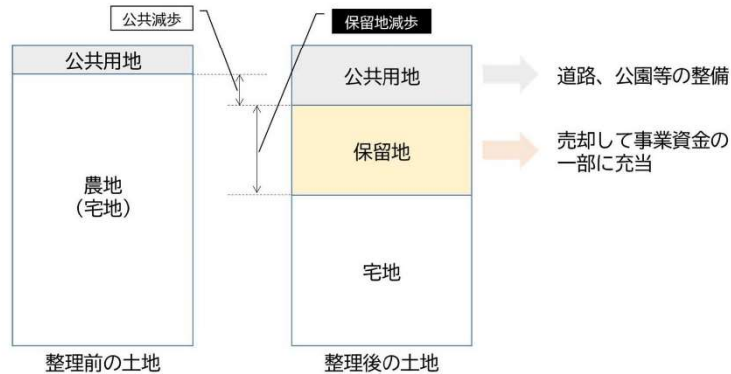 公共減歩
保留地減歩
公共用地
農地
（宅地）
整理前の土地
公共用地
保留地
宅地
整理後の土地
道路、公園等の整備
売却して事業資金の
一部に充当